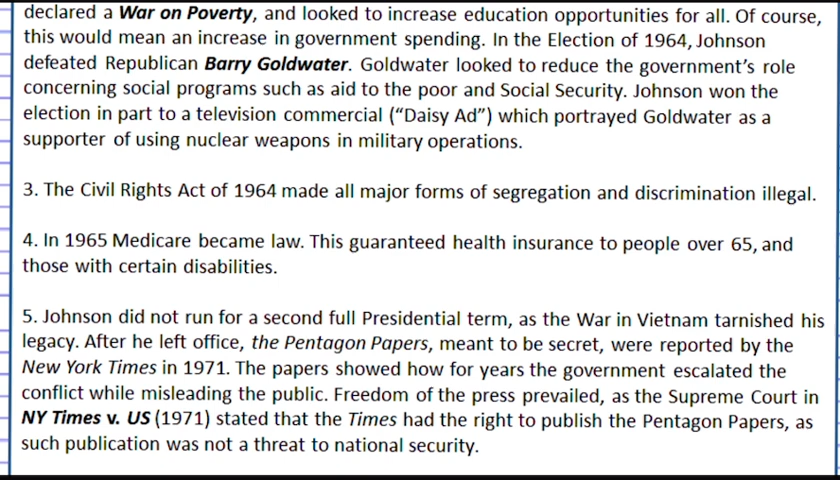 declared a War on Poverty, and looked to increase education opportunities for all. Of course,
this would mean an increase in government spending. In the Election of 1964, Johnson
defeated Republican Barry Goldwater. Goldwater looked to reduce the government’s role
concerning social programs such as aid to the poor and Social Security. Johnson won the
election in part to a television commercial (“Daisy Ad”) which portrayed Goldwater as a
supporter of using nuclear weapons in military operations.
3. The Civil Rights Act of 1964 made all major forms of segregation and discrimination illegal.
4. In 1965 Medicare became law. This guaranteed health insurance to people over 65, and
those with certain disabilities.
5. Johnson did not run for a second full Presidential term, as the War in Vietnam tarnished his
legacy. After he left office, the Pentagon Papers, meant to be secret, were reported by the
New York Times in 1971. The papers showed how for years the government escalated the
conflict while misleading the public. Freedom of the press prevailed, as the Supreme Court in
NY Times v. US (1971) stated that the Times had the right to publish the Pentagon Papers, as
such publication was not a threat to national security.